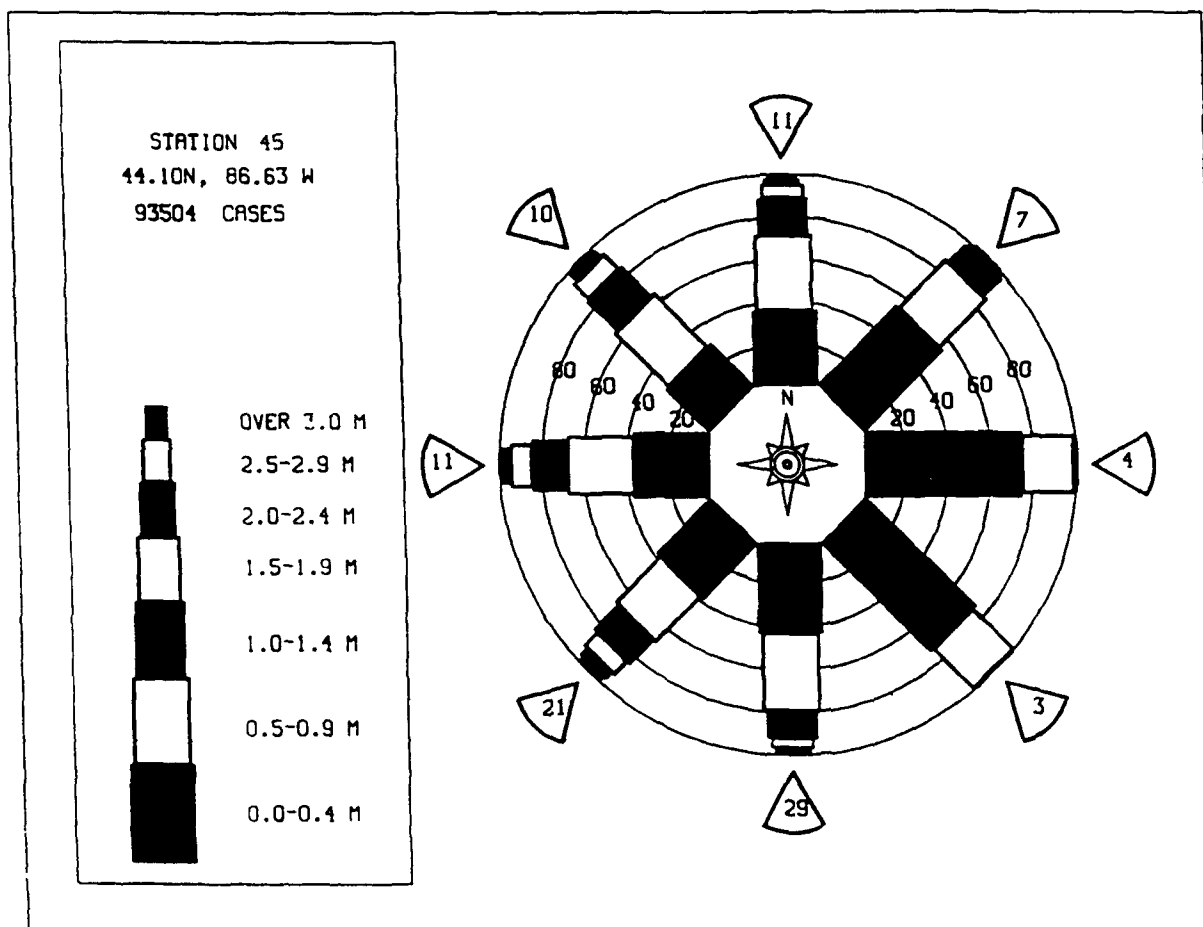 STATION 45
44.10N, 86.63 W
93504 CASES
OVER 3.0 M
2.5-2.9 M
2.0-2.4 M
1.5-1.9 M
1.0-1.4 M
0.5-0.9 M
0.0-0.4 M
11
10
7
80
60
40
20
N
20
40
60
80
11
4
21
3
29